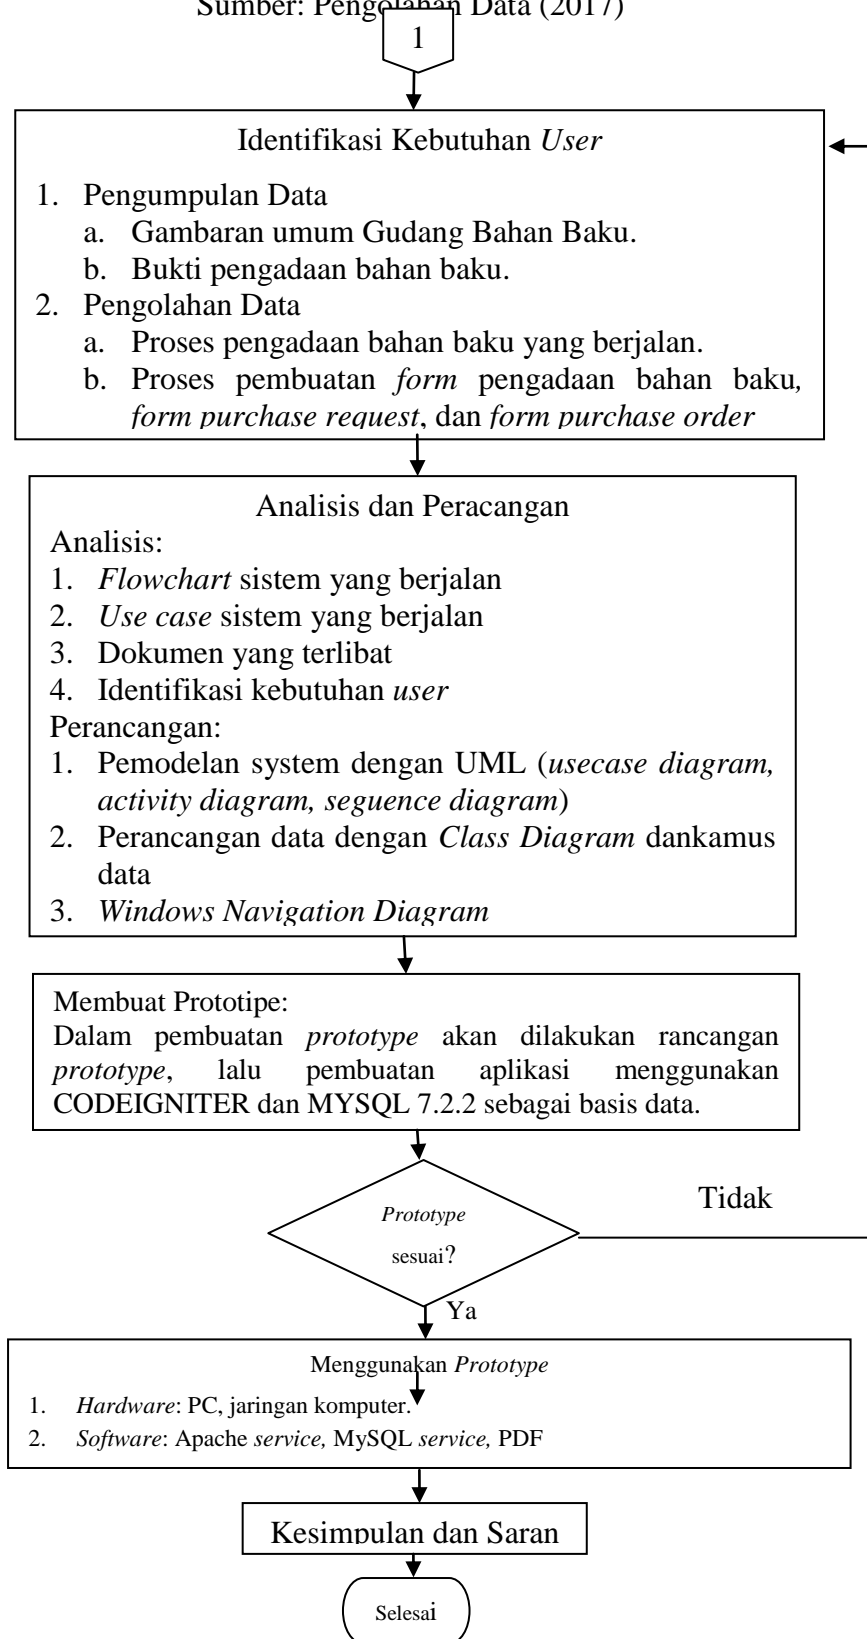 Sumber: Pengolahan Data (2017)
1
Identifikasi Kebutuhan User
1. Pengumpulan Data
a. Gambaran umum Gudang Bahan Baku.
b. Bukti pengadaan bahan baku.
2. Pengolahan Data
a. Proses pengadaan bahan baku yang berjalan.
b. Proses pembuatan form pengadaan bahan baku,
form purchase request, dan form purchase order
Analisis dan Peracangan
Analisis:
1. Flowchart sistem yang berjalan
2. Use case sistem yang berjalan
3. Dokumen yang terlibat
4. Identifikasi kebutuhan user
Perancangan:
1. Pemodelan system dengan UML (usecase diagram,
activity diagram, seguence diagram)
2. Perancangan data dengan Class Diagram dankamus
data
3. Windows Navigation Diagram
Membuat Prototipe:
Dalam pembuatan prototype akan dilakukan rancangan
prototype, lalu pembuatan aplikasi menggunakan
CODEIGNITER dan MYSQL 7.2.2 sebagai basis data.
Prototype
sesuai?
Tidak
Ya
Menggunakan Prototype
1. Hardware: PC, jaringan komputer.
2. Software: Apache service, MySQL service, PDF
Kesimpulan dan Saran
Selesai